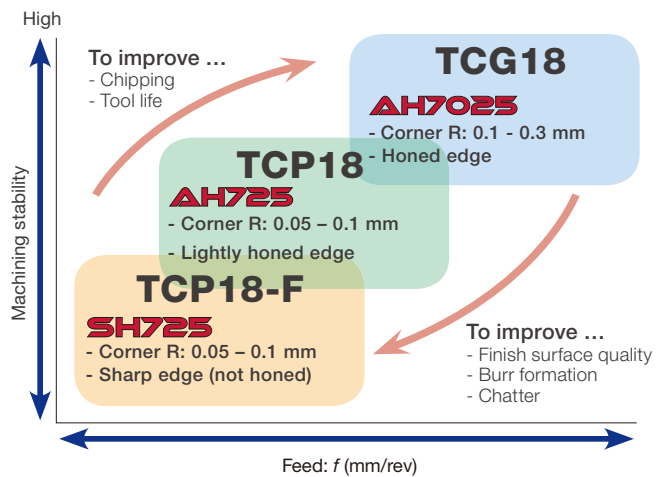 High
To improve …
- Chipping
- Tool life
TCG18
AH7025
- Corner R: 0.1 - 0.3 mm
- Honed edge
TCP18
AH725
- Corner R: 0.05 – 0.1 mm
- Lightly honed edge
TCP18-F
SH725
- Corner R: 0.05 – 0.1 mm
- Sharp edge (not honed)
To improve …
- Finish surface quality
- Burr formation
- Chatter
Machining stability
Feed: f (mm/rev)